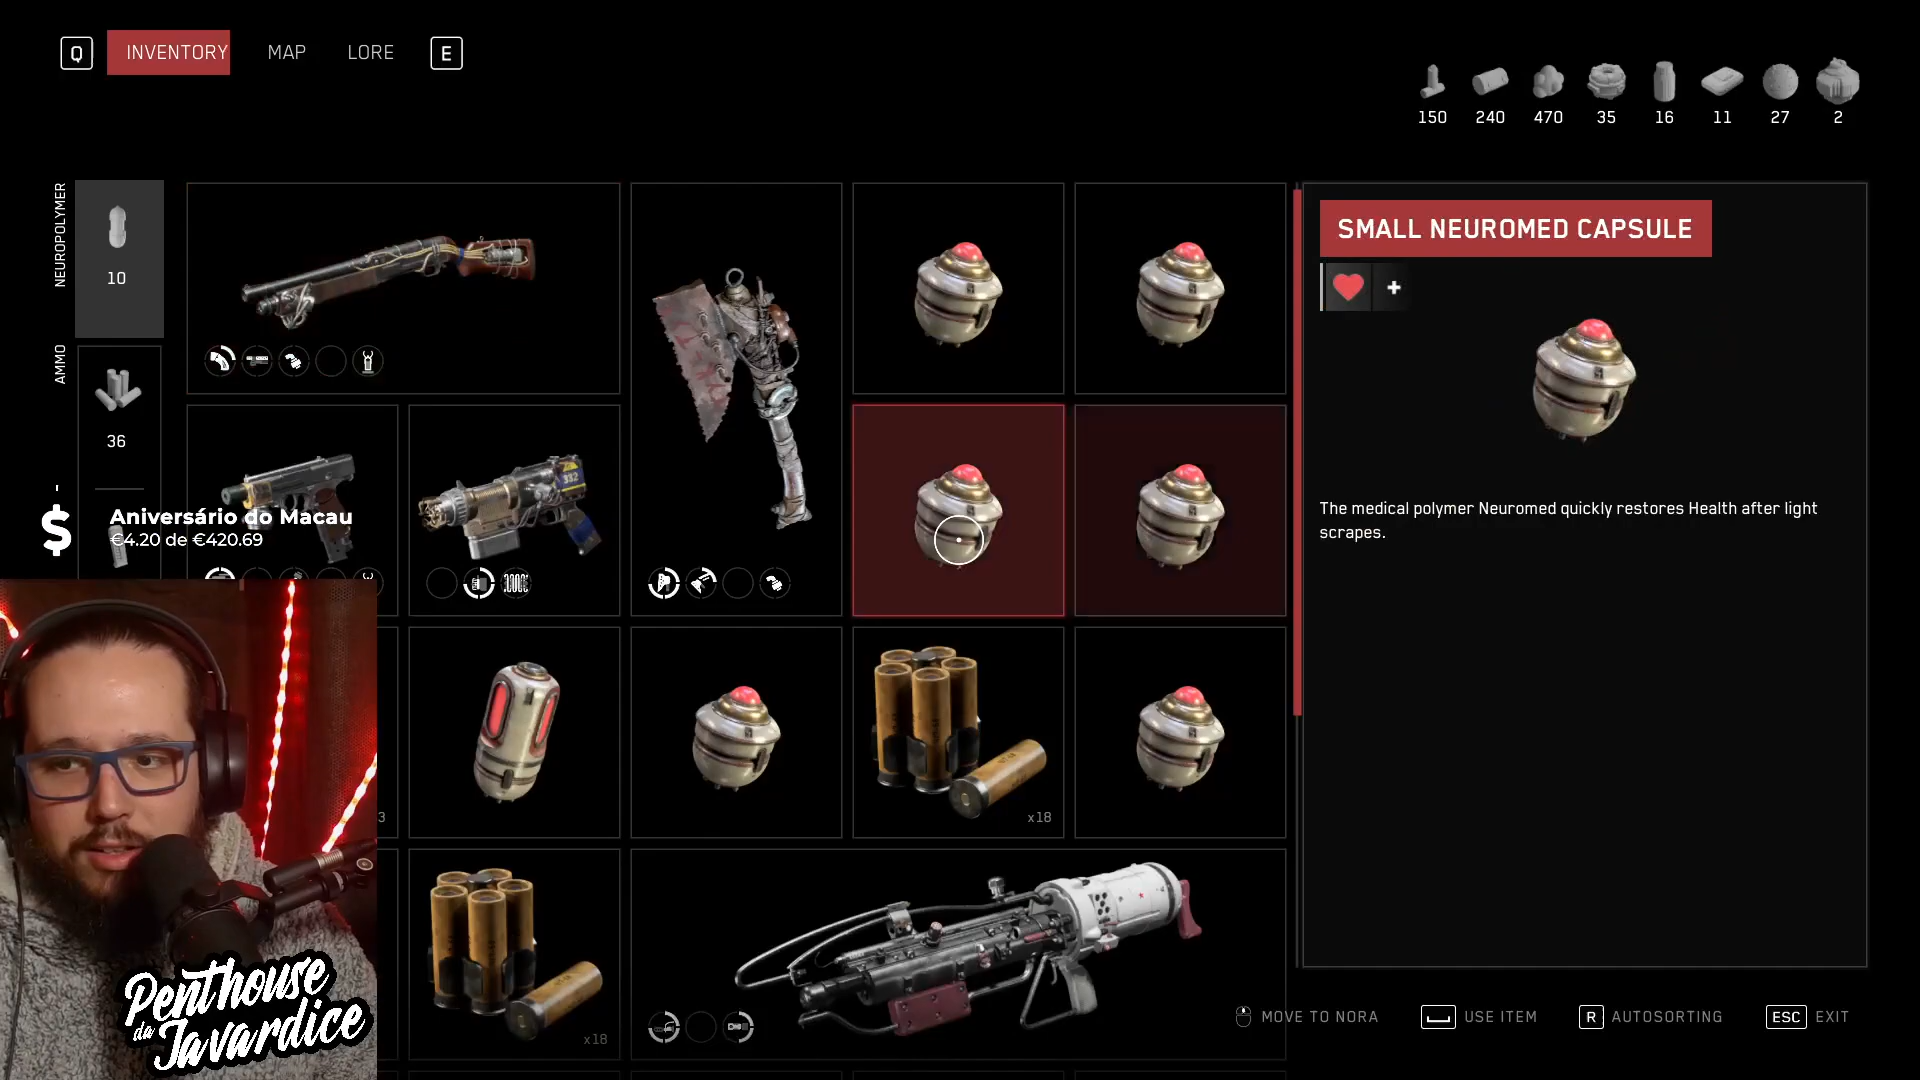 Q INVENTORY MAP LORE E
150 240 470 35 16 11 27 2
NEUROPOLYMER
10
AMMO
36
SMALL NEUROMED CAPSULE
+
The medical polymer Neuromed quickly restores Health after light
scrapes.
332
$
Aniversário do Macau
€4.20 de €420.69
3
x18
x18
Penthouse
da Javardice
MOVE TO NORA
USE ITEM
R AUTOSORTING
ESC EXIT